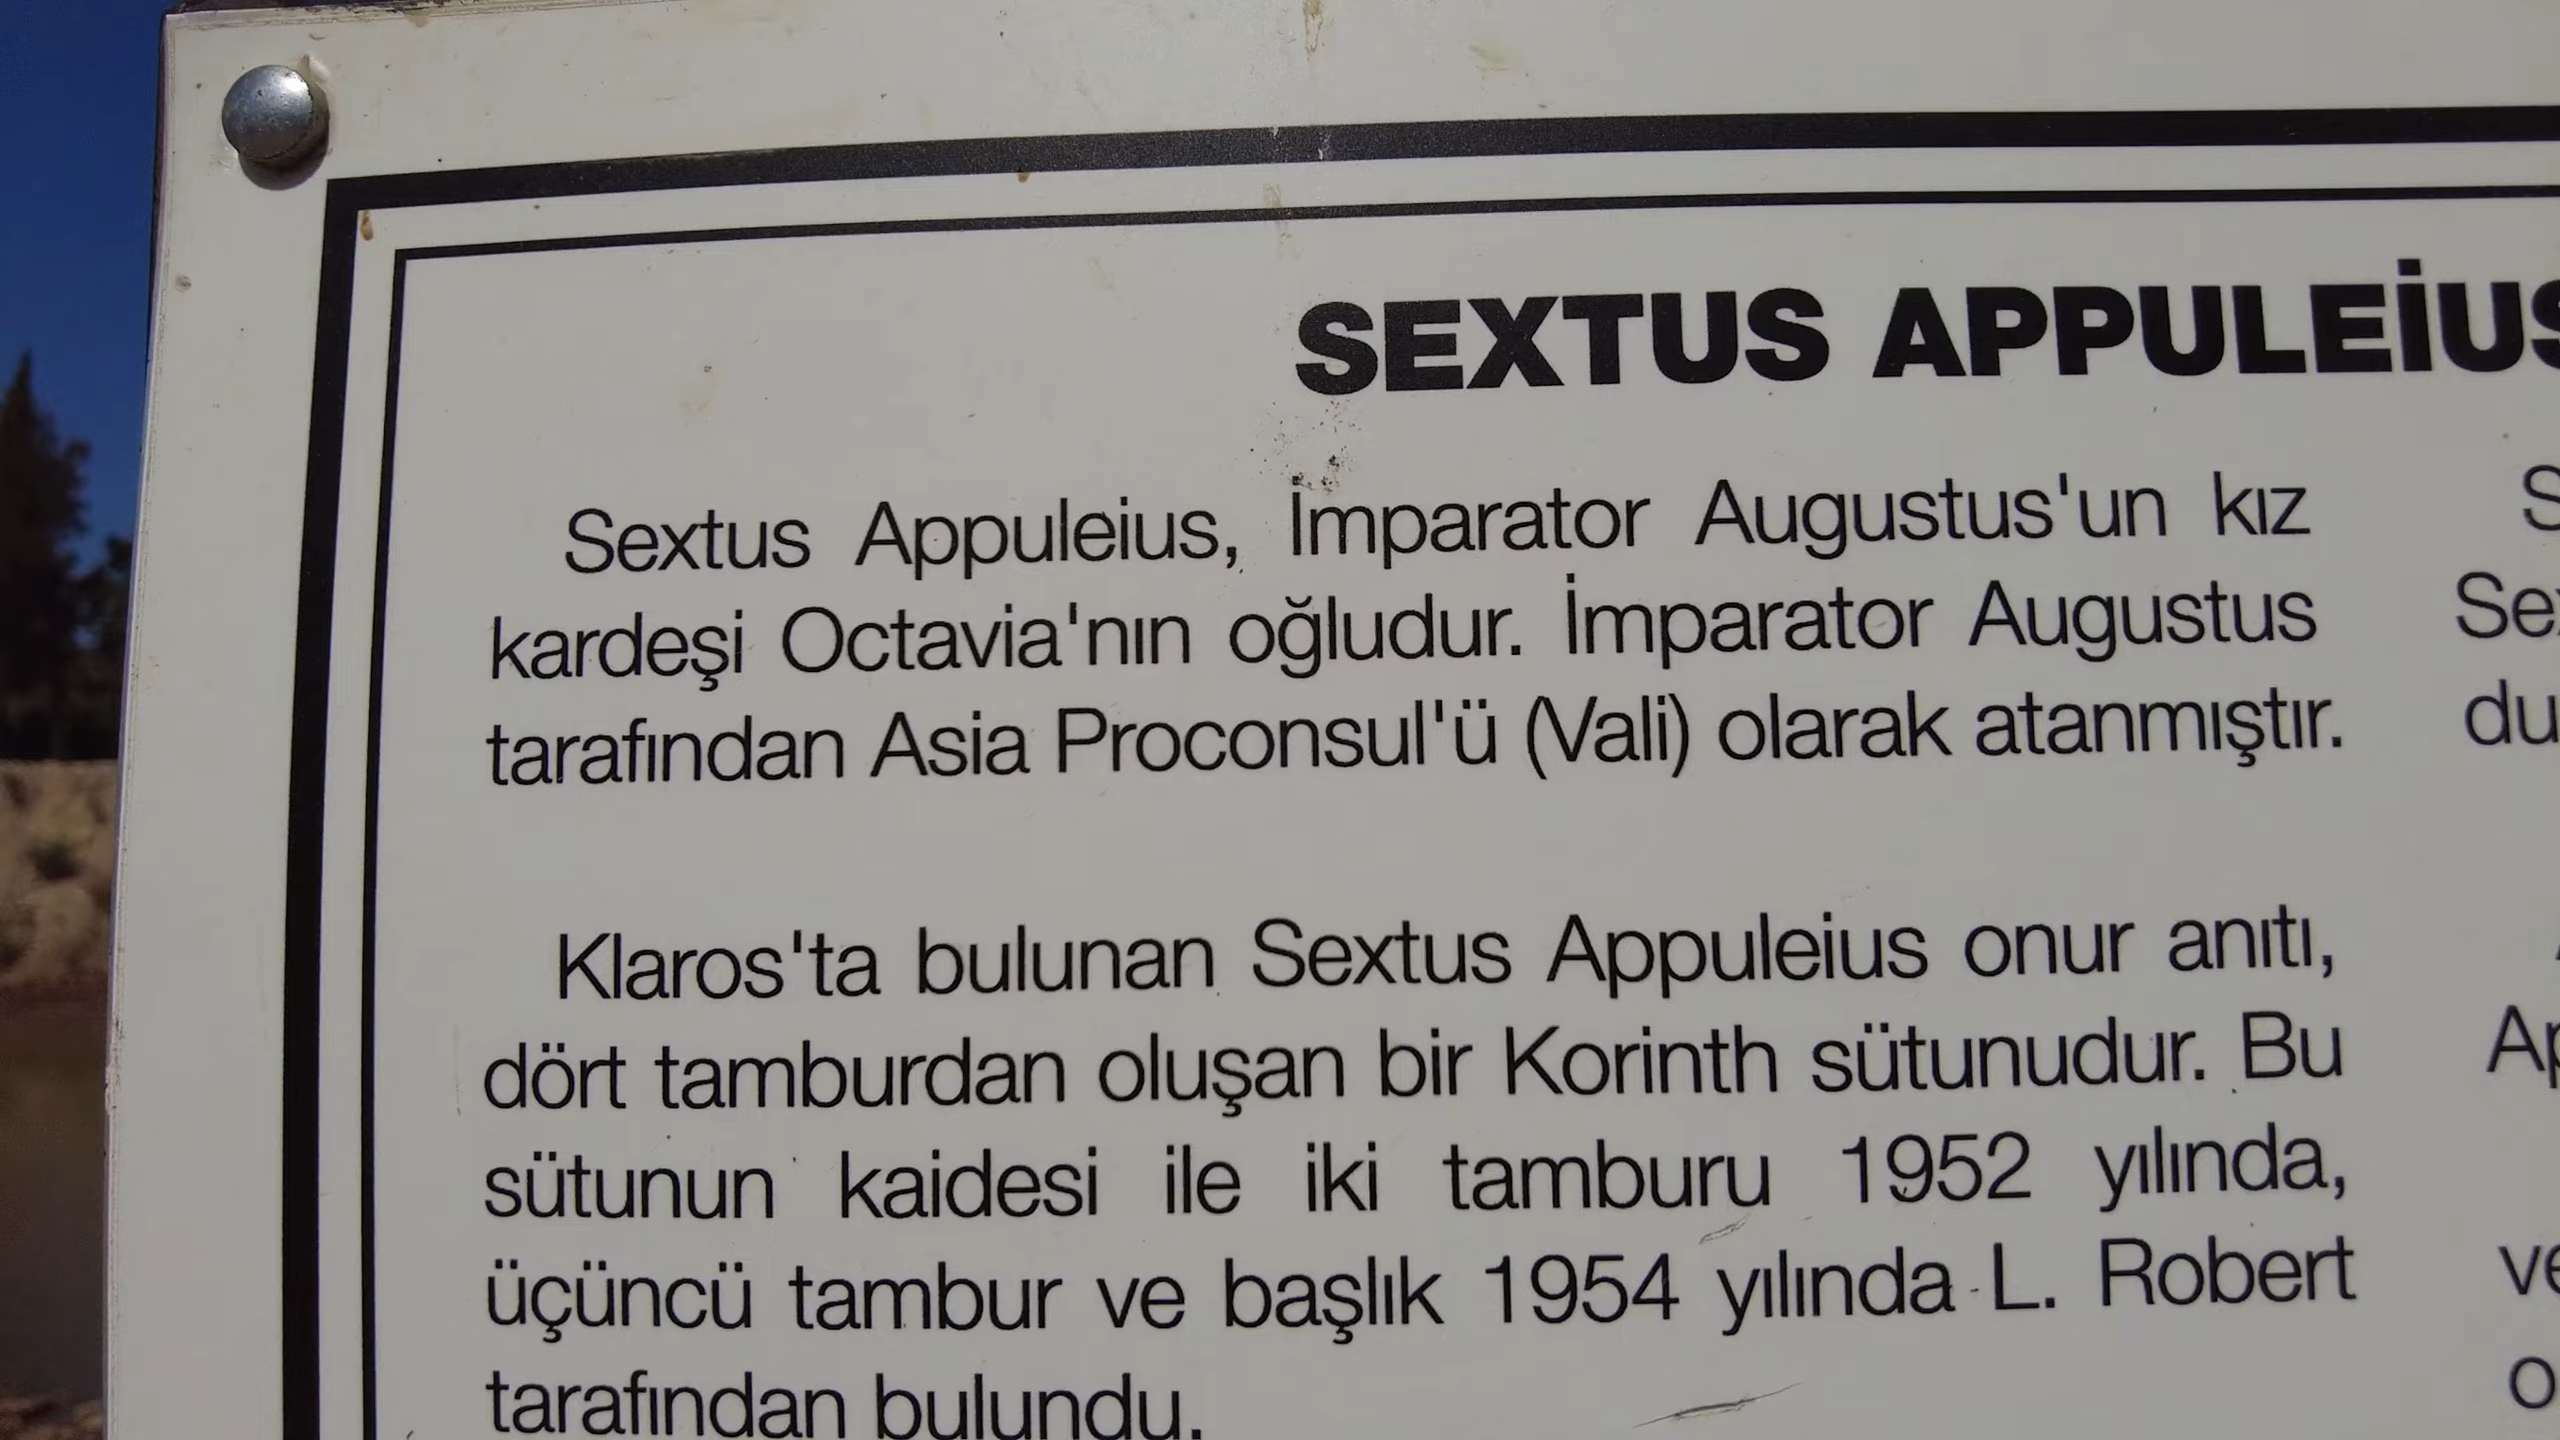 SEXTUS APPULEİUS
Sextus Appuleius, İmparator Augustus'un kız
kardeşi Octavia'nın oğludur. İmparator Augustus
tarafından Asia Proconsul'ü (Vali) olarak atanmıştır.
Klaros'ta bulunan Sextus Appuleius onur anıtı,
dört tamburdan oluşan bir Korinth sütunudur. Bu
sütunun kaidesi ile iki tamburu 1952 yılında,
üçüncü tambur ve başlık 1954 yılında L. Robert
tarafından bulundu.